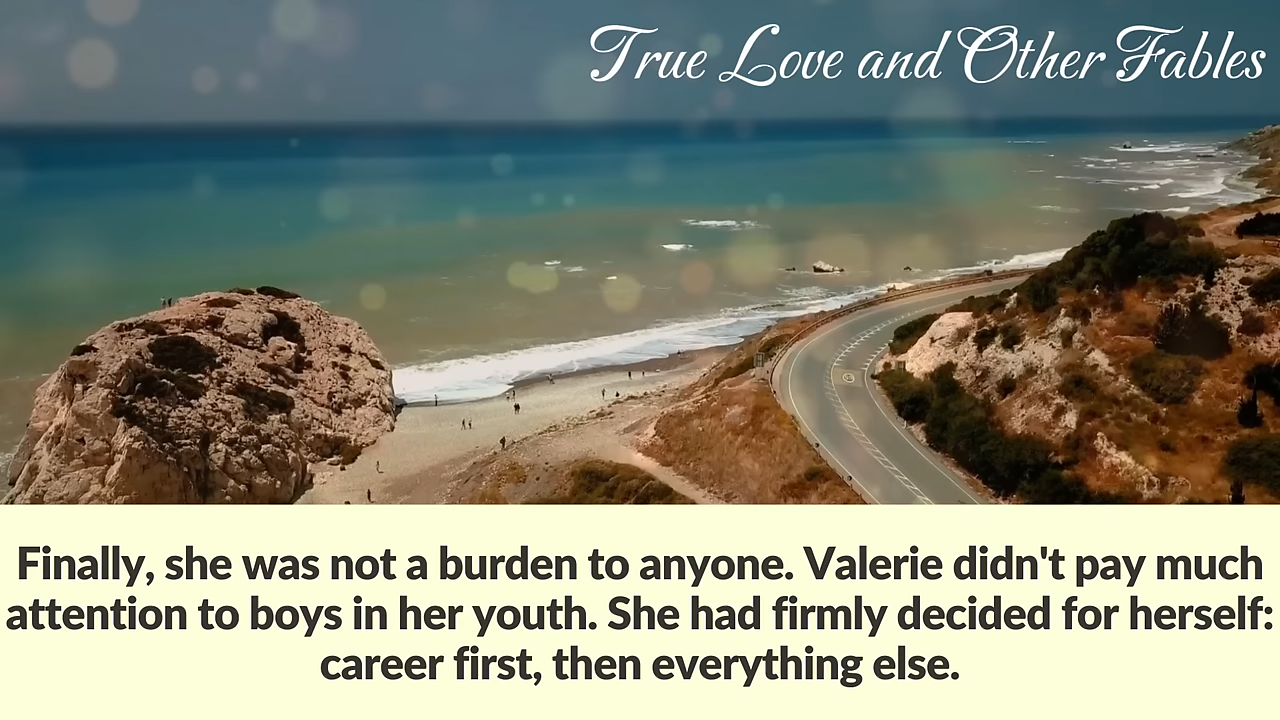 True Love and Other Fables
Finally, she was not a burden to anyone. Valerie didn't pay much
attention to boys in her youth. She had firmly decided for herself:
career first, then everything else.